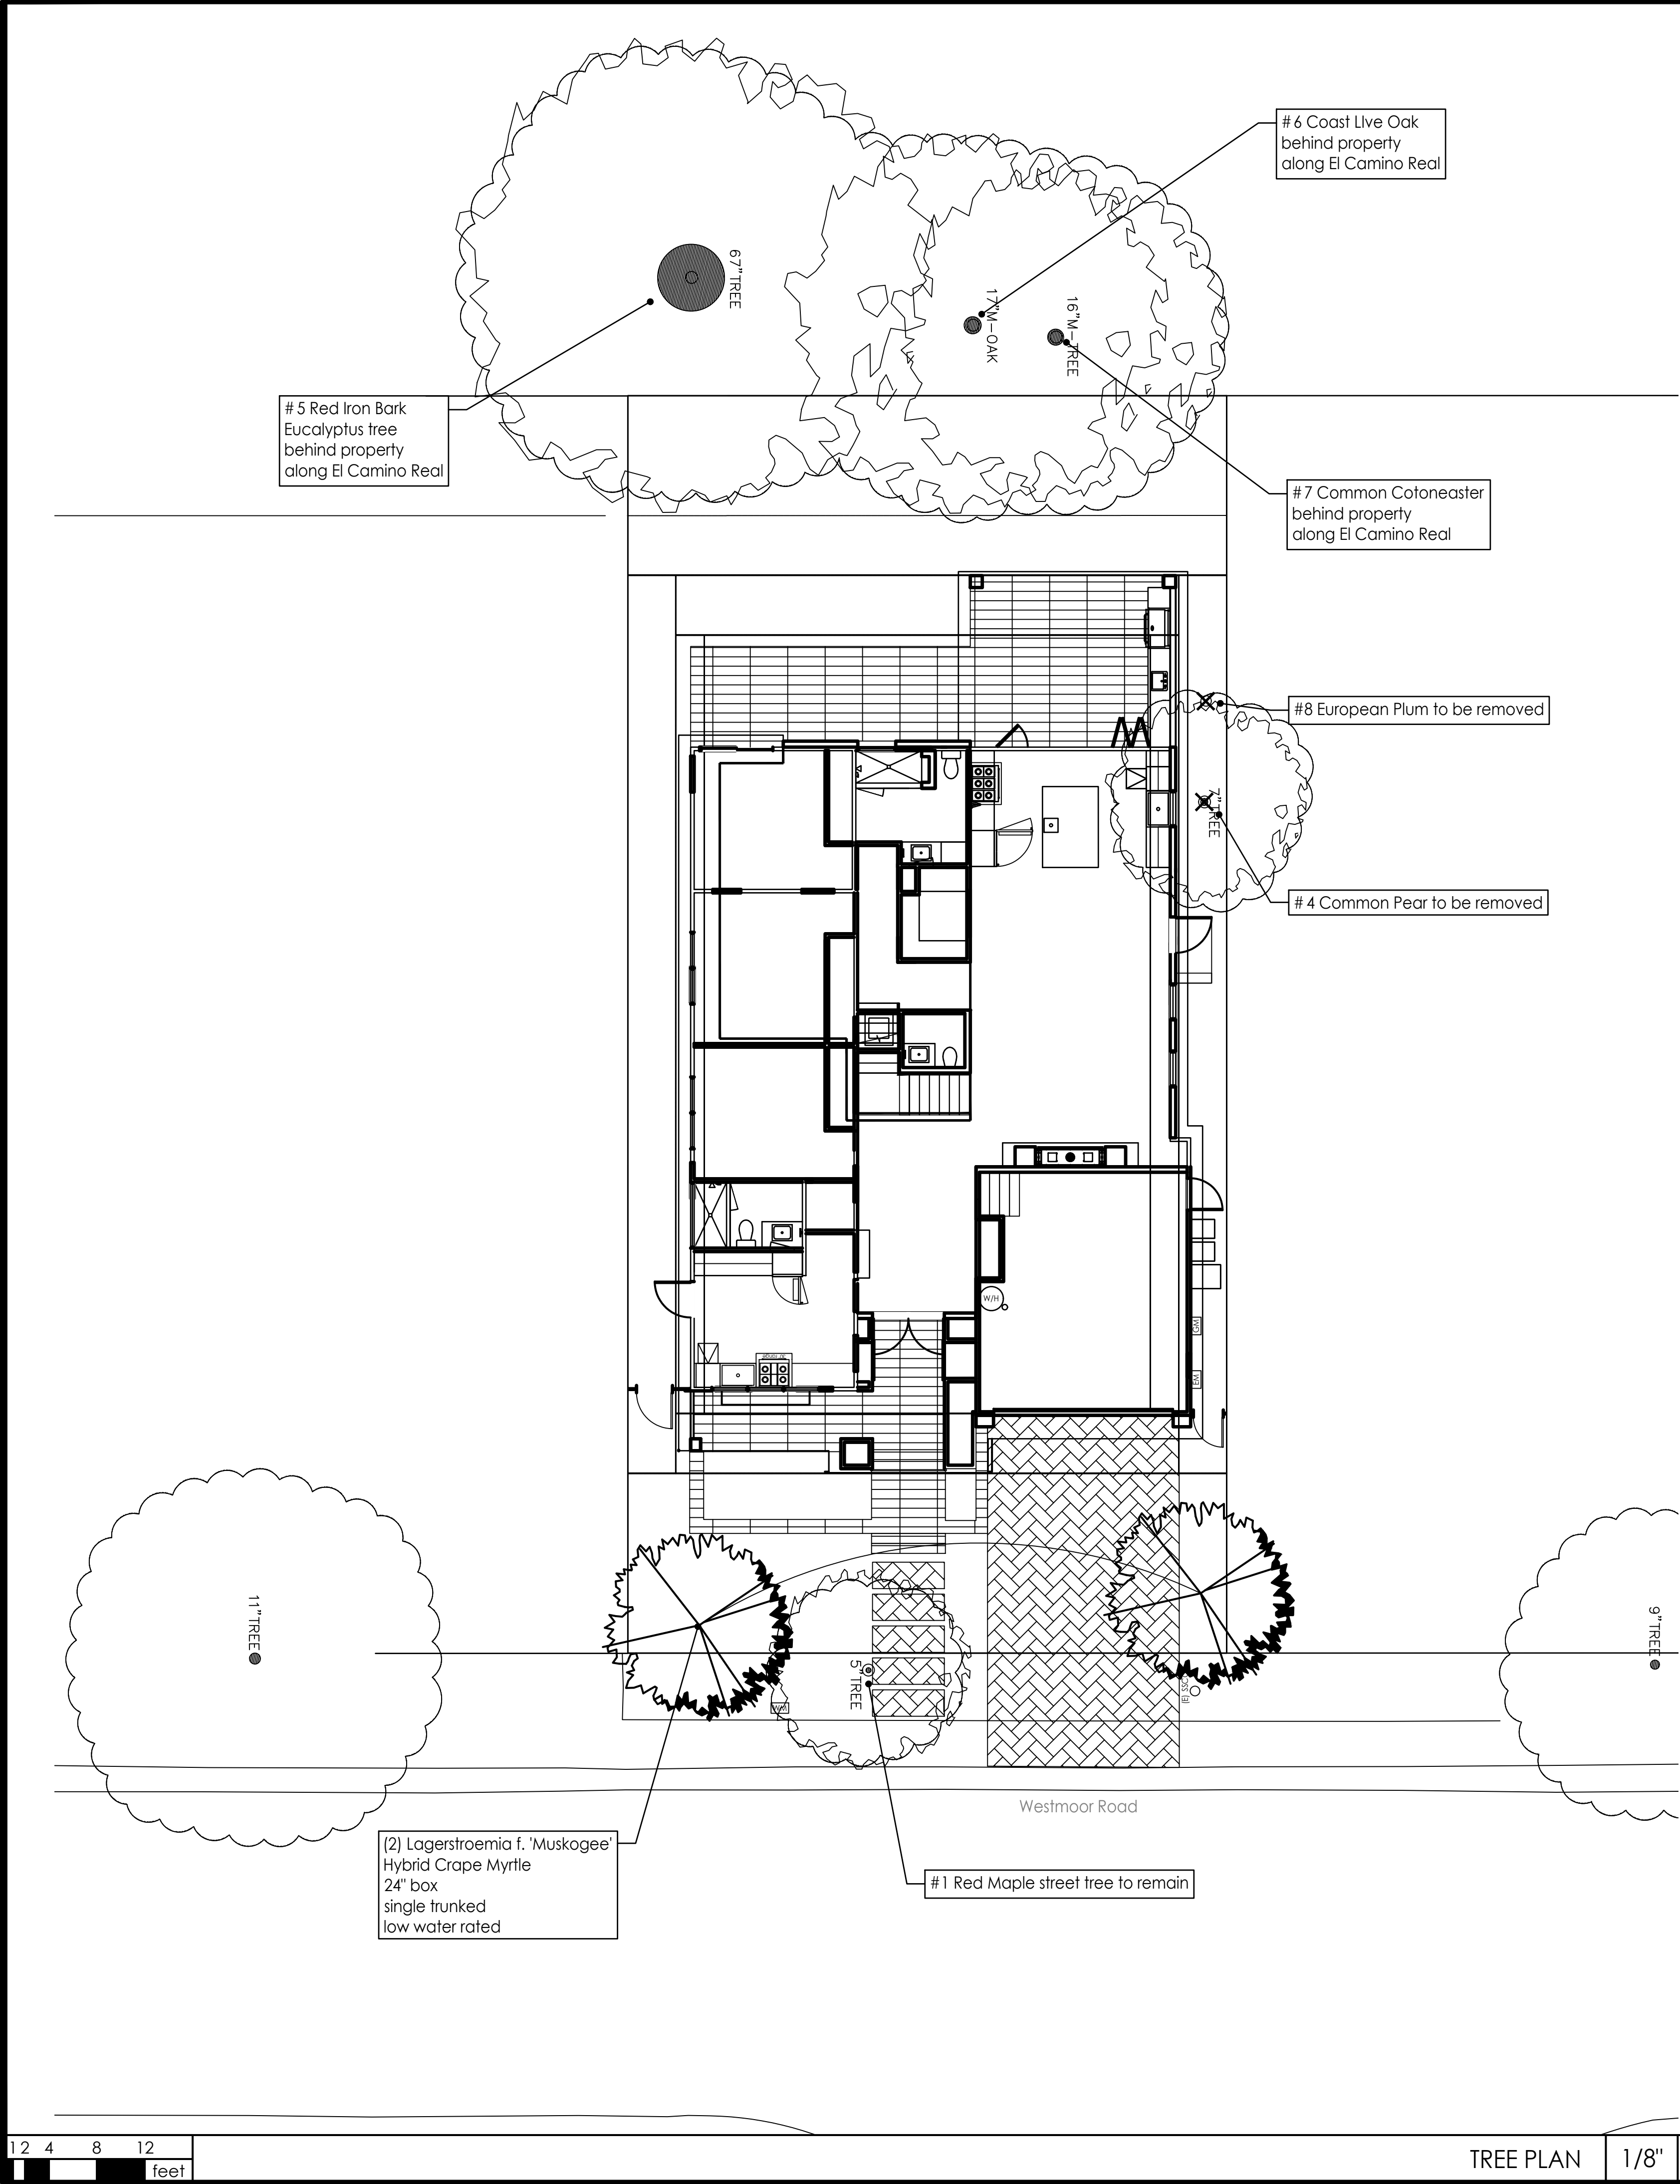 #6 Coast LIve Oak
behind property
along El Camino Real
67"TREE
17"M-OAK
16"M-TREE
#5 Red Iron Bark
Eucalyptus tree
behind property
along El Camino Real
#7 Common Cotoneaster
behind property
along El Camino Real
#8 European Plum to be removed
7"TREE
#4 Common Pear to be removed
W/H
GM
EM
11"TREE
9"TREE
5"TREE
WM
(E) SSCO
Westmoor Road
(2) Lagerstroemia f. 'Muskogee'
Hybrid Crape Myrtle
24" box
single trunked
low water rated
#1 Red Maple street tree to remain
1 2 4 8 12
feet
TREE PLAN
1/8"